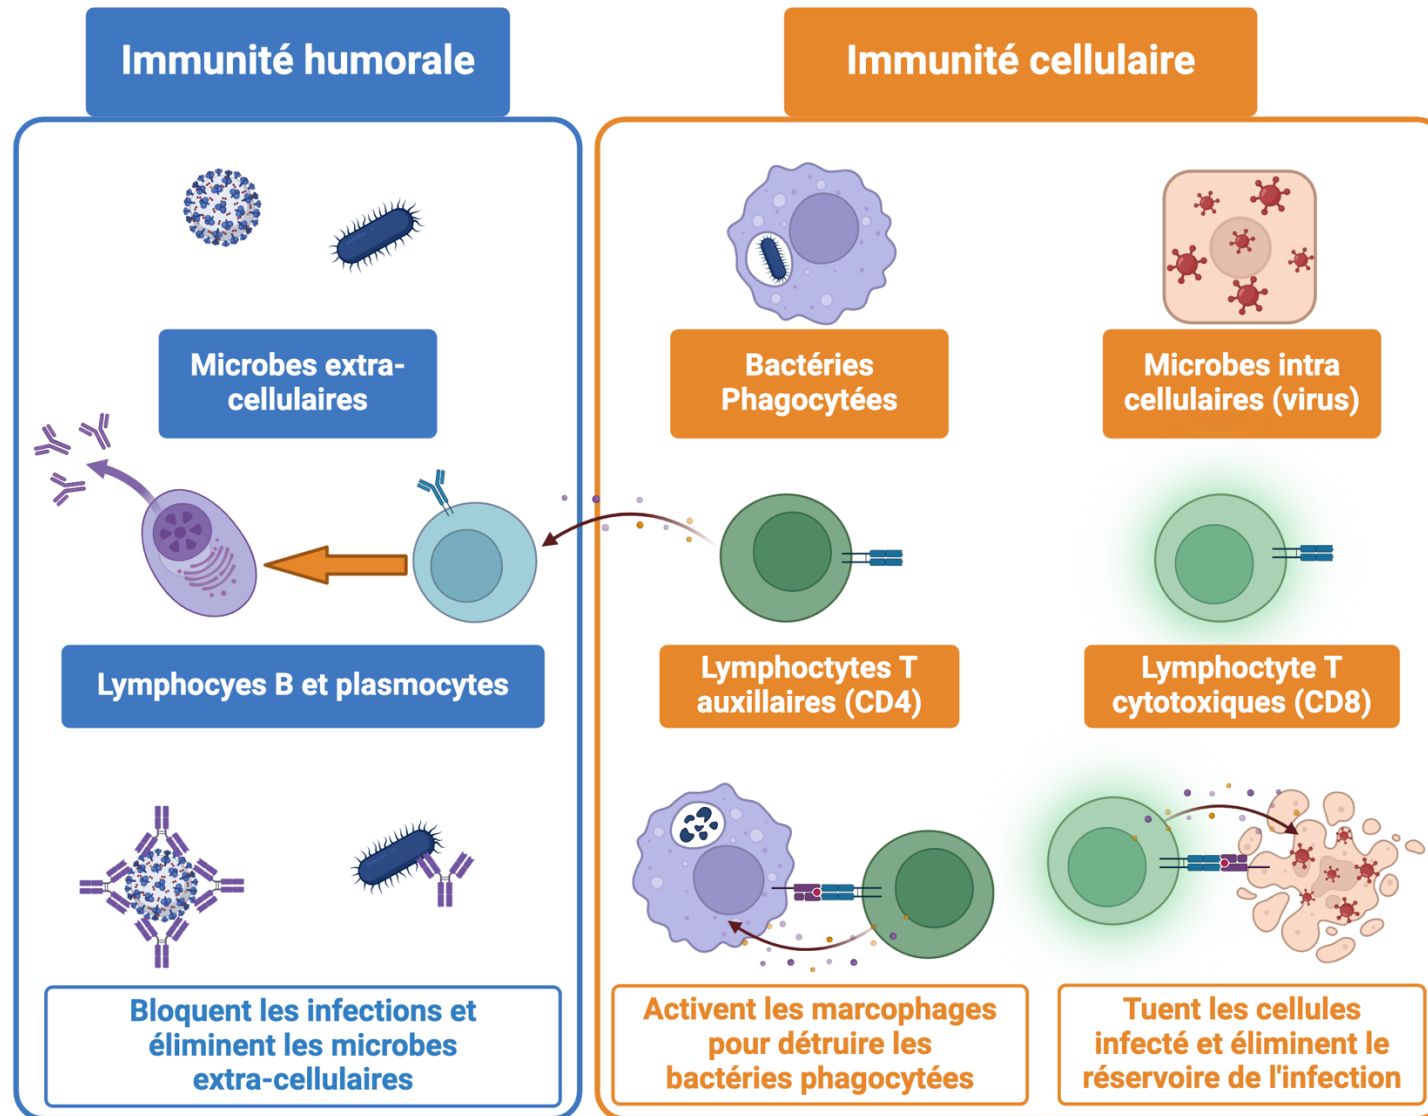 Immunité humorale
Immunité cellulaire
Microbes extra-
cellulaires
Bactéries
Phagocytées
Microbes intra
cellulaires (virus)
Lymphocyes B et plasmocytes
Lymphoctytes T
auxillaires (CD4)
Lymphoctyte T
cytotoxiques (CD8)
Bloquent les infections et
éliminent les microbes
extra-cellulaires
Activent les marcophages
pour détruire les
bactéries phagocytées
Tuent les cellules
infecté et éliminent le
réservoire de l'infection